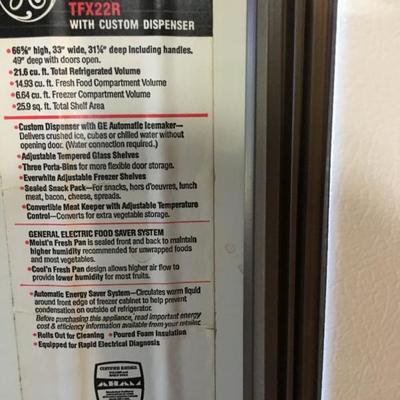 GE
TFX22R
WITH CUSTOM DISPENSER
• 66⅝" high, 33" wide, 31¼" deep including handles.
49" deep with doors open.
• 21.6 cu. ft. Total Refrigerated Volume
• 14.93 cu. ft. Fresh Food Compartment Volume
• 6.64 cu. ft. Freezer Compartment Volume
• 25.9 sq. ft. Total Shelf Area
• Custom Dispenser with GE Automatic Icemaker—
Delivers crushed ice, cubes or chilled water without
opening door. (Water connection required.)
• Adjustable Tempered Glass Shelves
• Three Porta-Bins for more flexible door storage.
• Everwhite Adjustable Freezer Shelves
• Sealed Snack Pack—For snacks, hors d'oeuvres, lunch
meat, bacon, cheese, spreads.
• Convertible Meat Keeper with Adjustable Temperature
Control—Converts for extra vegetable storage.
GENERAL ELECTRIC FOOD SAVER SYSTEM
• Moist'n Fresh Pan is sealed front and back to maintain
higher humidity recommended for unwrapped foods
and most vegetables.
• Cool'n Fresh Pan design allows higher air flow to
provide lower humidity for most fruits.
• Automatic Energy Saver System—Circulates warm liquid
around front edge of freezer cabinet to help prevent
condensation on outside of refrigerator.
Before purchasing this appliance, read important energy
cost & efficiency information available from your retailer.
• Rolls Out for Cleaning • Poured Foam Insulation
• Equipped for Rapid Electrical Diagnosis
AHAM